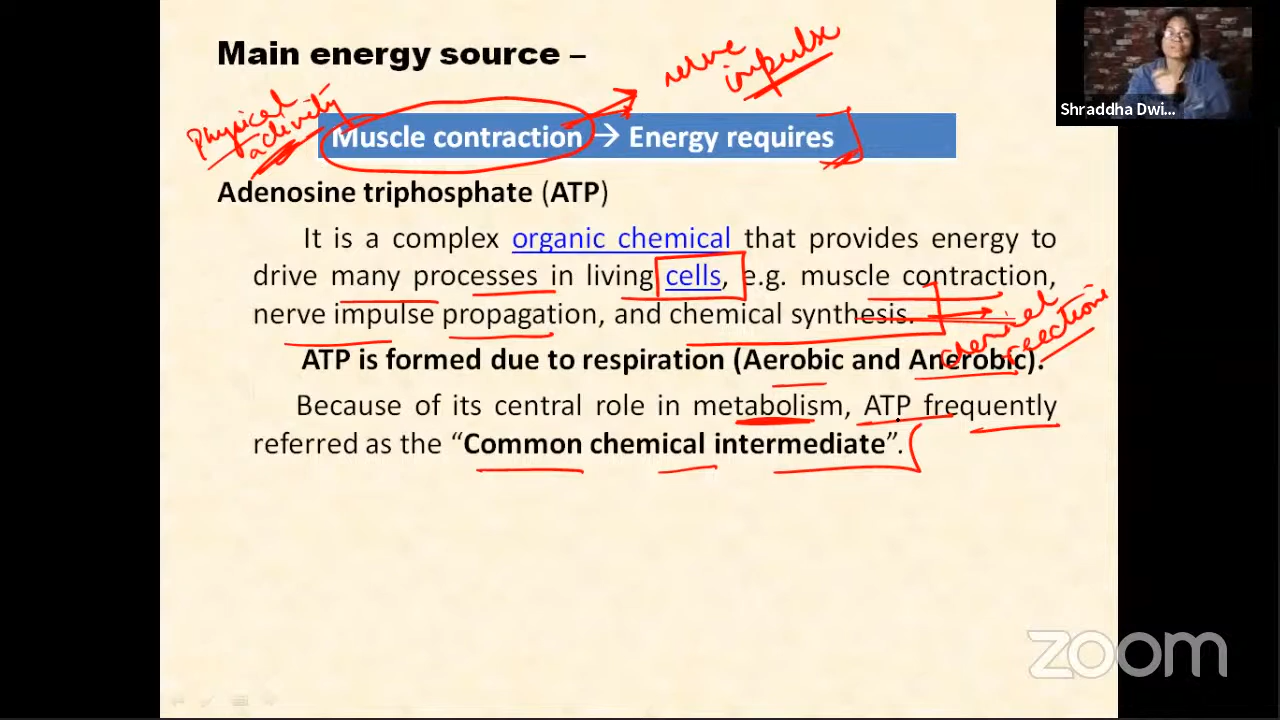 Main energy source –
nerve
impulse
Physical
activity
Muscle contraction → Energy requires
Shraddha Dwi...
Adenosine triphosphate (ATP)
It is a complex organic chemical that provides energy to
drive many processes in living cells, e.g. muscle contraction,
nerve impulse propagation, and chemical synthesis.
chemical
reactions
ATP is formed due to respiration (Aerobic and Anerobic).
Because of its central role in metabolism, ATP frequently
referred as the “Common chemical intermediate”.
zoom